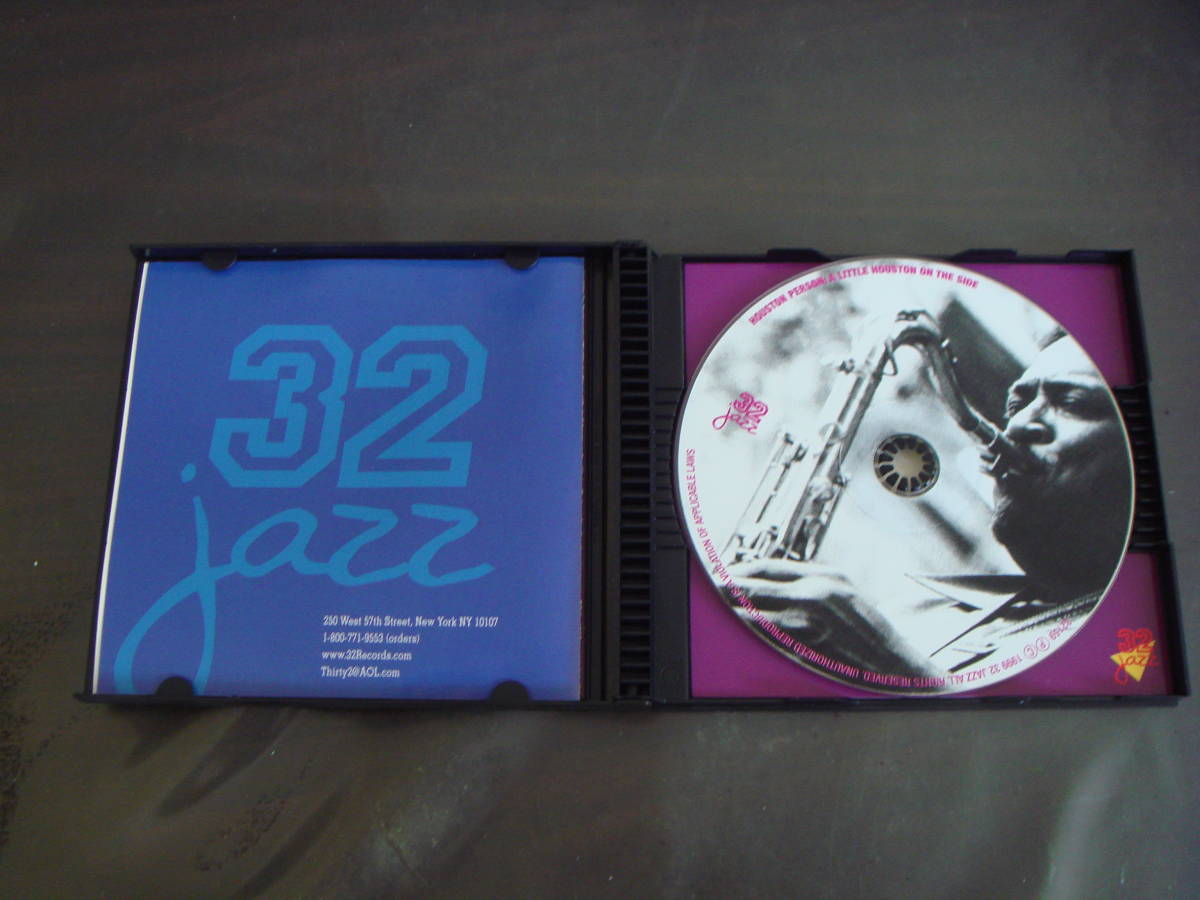 32
jazz
250 West 57th Street, New York NY 10107
1-800-771-9553 (orders)
www.32Records.com
Thirty2@AOL.com
HOUSTON PERSON: A LITTLE HOUSTON ON THE SIDE
32
jazz
℗ © 1999 32 JAZZ ALL RIGHTS RESERVED. UNAUTHORIZED REPRODUCTION IS A VIOLATION OF APPLICABLE LAWS
32
jazz